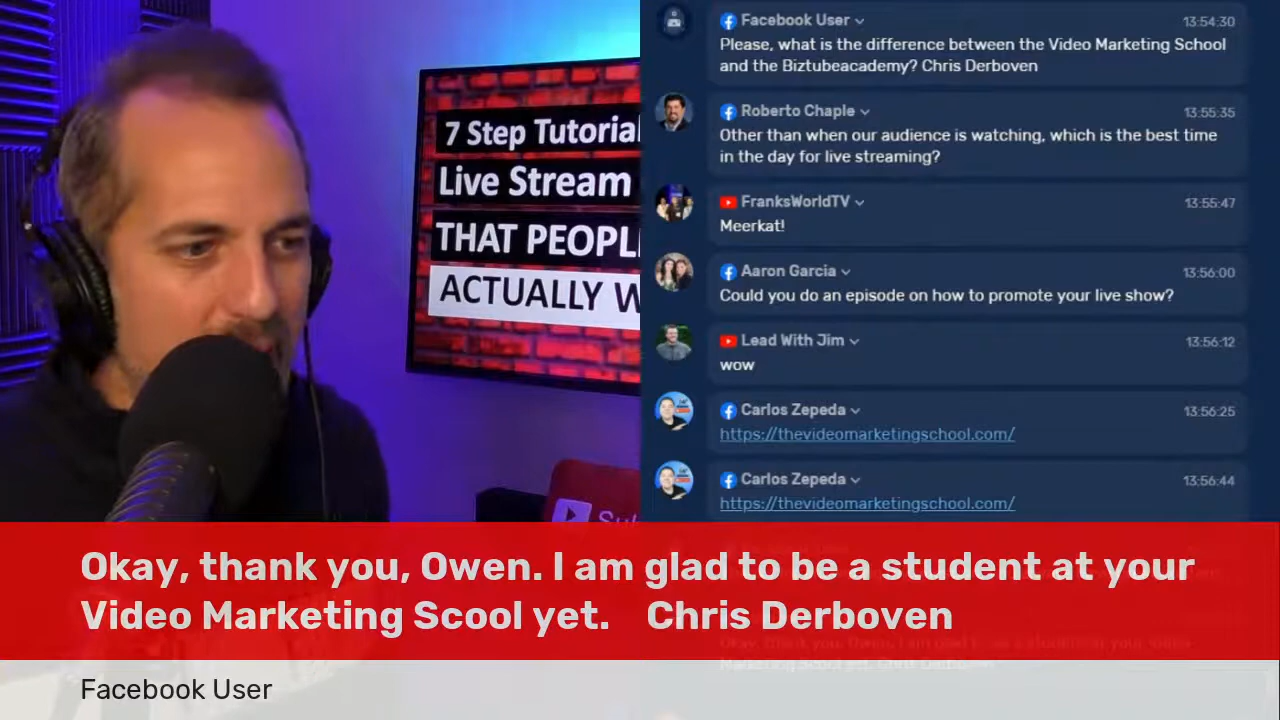 7 Step Tutorial
Live Stream
THAT PEOPL
ACTUALLY W
Facebook User
13:54:30
Please, what is the difference between the Video Marketing School
and the Biztubeacademy? Chris Derboven
Roberto Chaple
13:55:35
Other than when our audience is watching, which is the best time
in the day for live streaming?
FranksWorldTV
13:55:47
Meerkat!
Aaron Garcia
13:56:00
Could you do an episode on how to promote your live show?
Lead With Jim
13:56:12
wow
Carlos Zepeda
13:56:25
https://thevideomarketingschool.com/
Carlos Zepeda
13:56:44
https://thevideomarketingschool.com/
Okay, thank you, Owen. I am glad to be a student at your
Video Marketing Scool yet. Chris Derboven
Facebook User